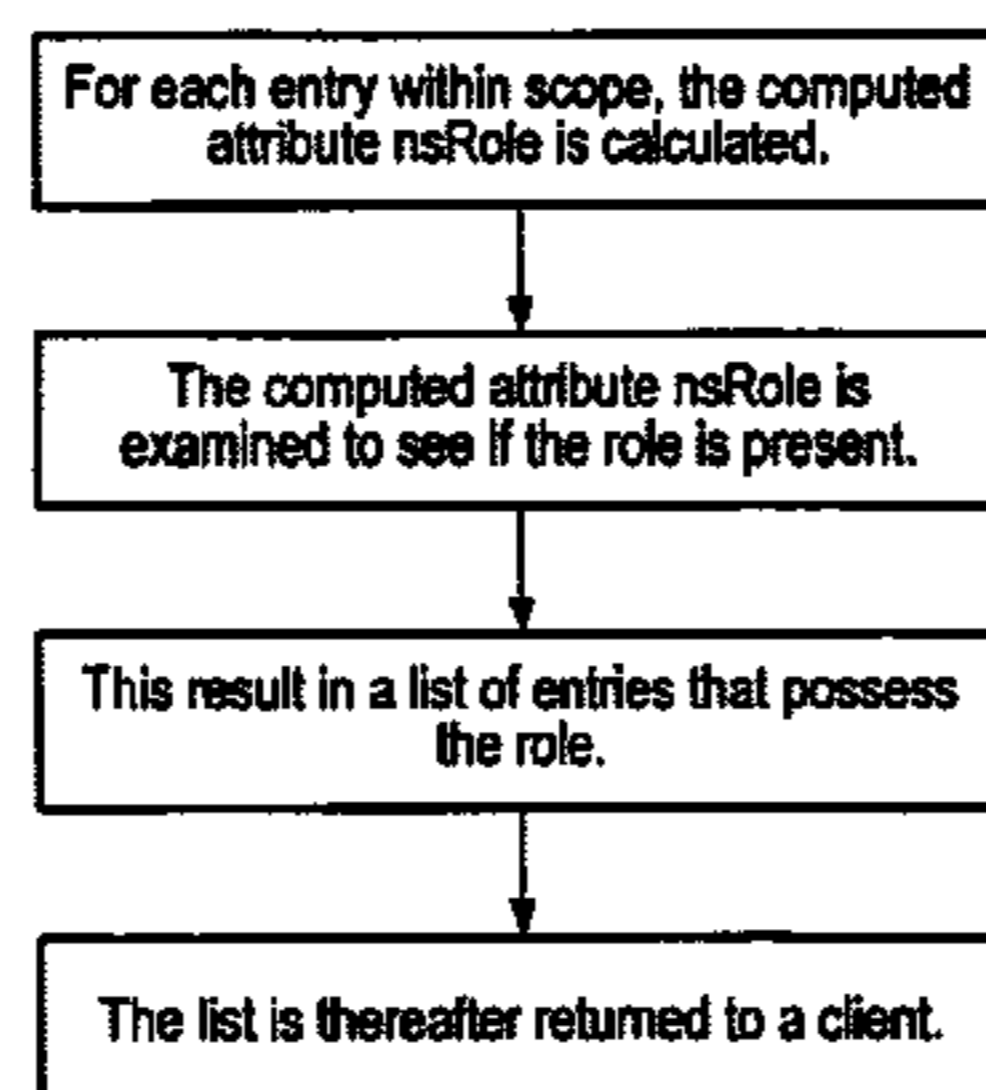 For each entry within scope, the computed
attribute nsRole is calculated.
The computed attribute nsRole is
examined to see if the role is present.
This result in a list of entries that possess
the role.
The list is thereafter returned to a client.